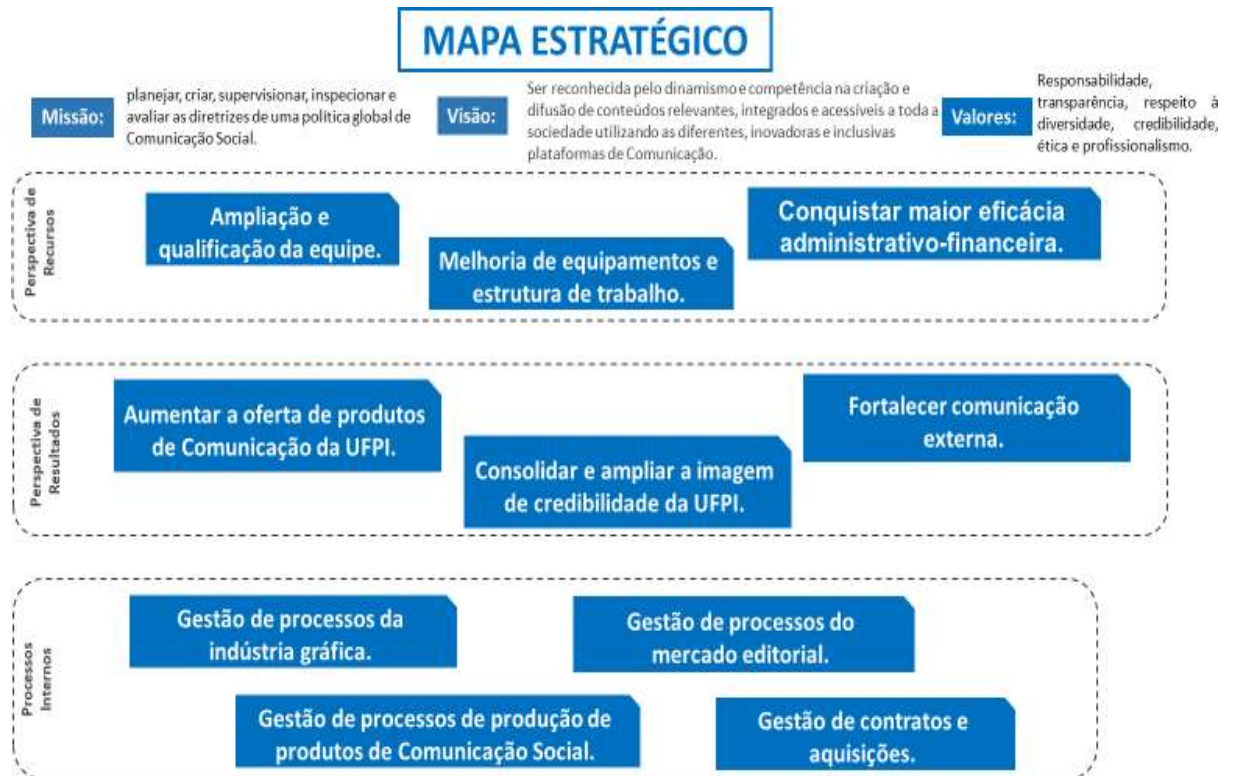 MAPA ESTRATÉGICO
Missão:
planejar, criar, supervisionar, inspecionar e
avaliar as diretrizes de uma política global de
Comunicação Social.
Visão:
Ser reconhecida pelo dinamismo e competência na criação e
difusão de conteúdos relevantes, integrados e acessíveis a toda a
sociedade utilizando as diferentes, inovadoras e inclusivas
plataformas de Comunicação.
Valores:
Responsabilidade,
transparência, respeito à
diversidade, credibilidade,
ética e profissionalismo.
Perspectiva de
Recursos
Ampliação e
qualificação da equipe.
Melhoria de equipamentos e
estrutura de trabalho.
Conquistar maior eficácia
administrativo-financeira.
Perspectiva de
Resultados
Aumentar a oferta de produtos
de Comunicação da UFPI.
Consolidar e ampliar a imagem
de credibilidade da UFPI.
Fortalecer comunicação
externa.
Processos
Internos
Gestão de processos da
indústria gráfica.
Gestão de processos do
mercado editorial.
Gestão de processos de produção de
produtos de Comunicação Social.
Gestão de contratos e
aquisições.